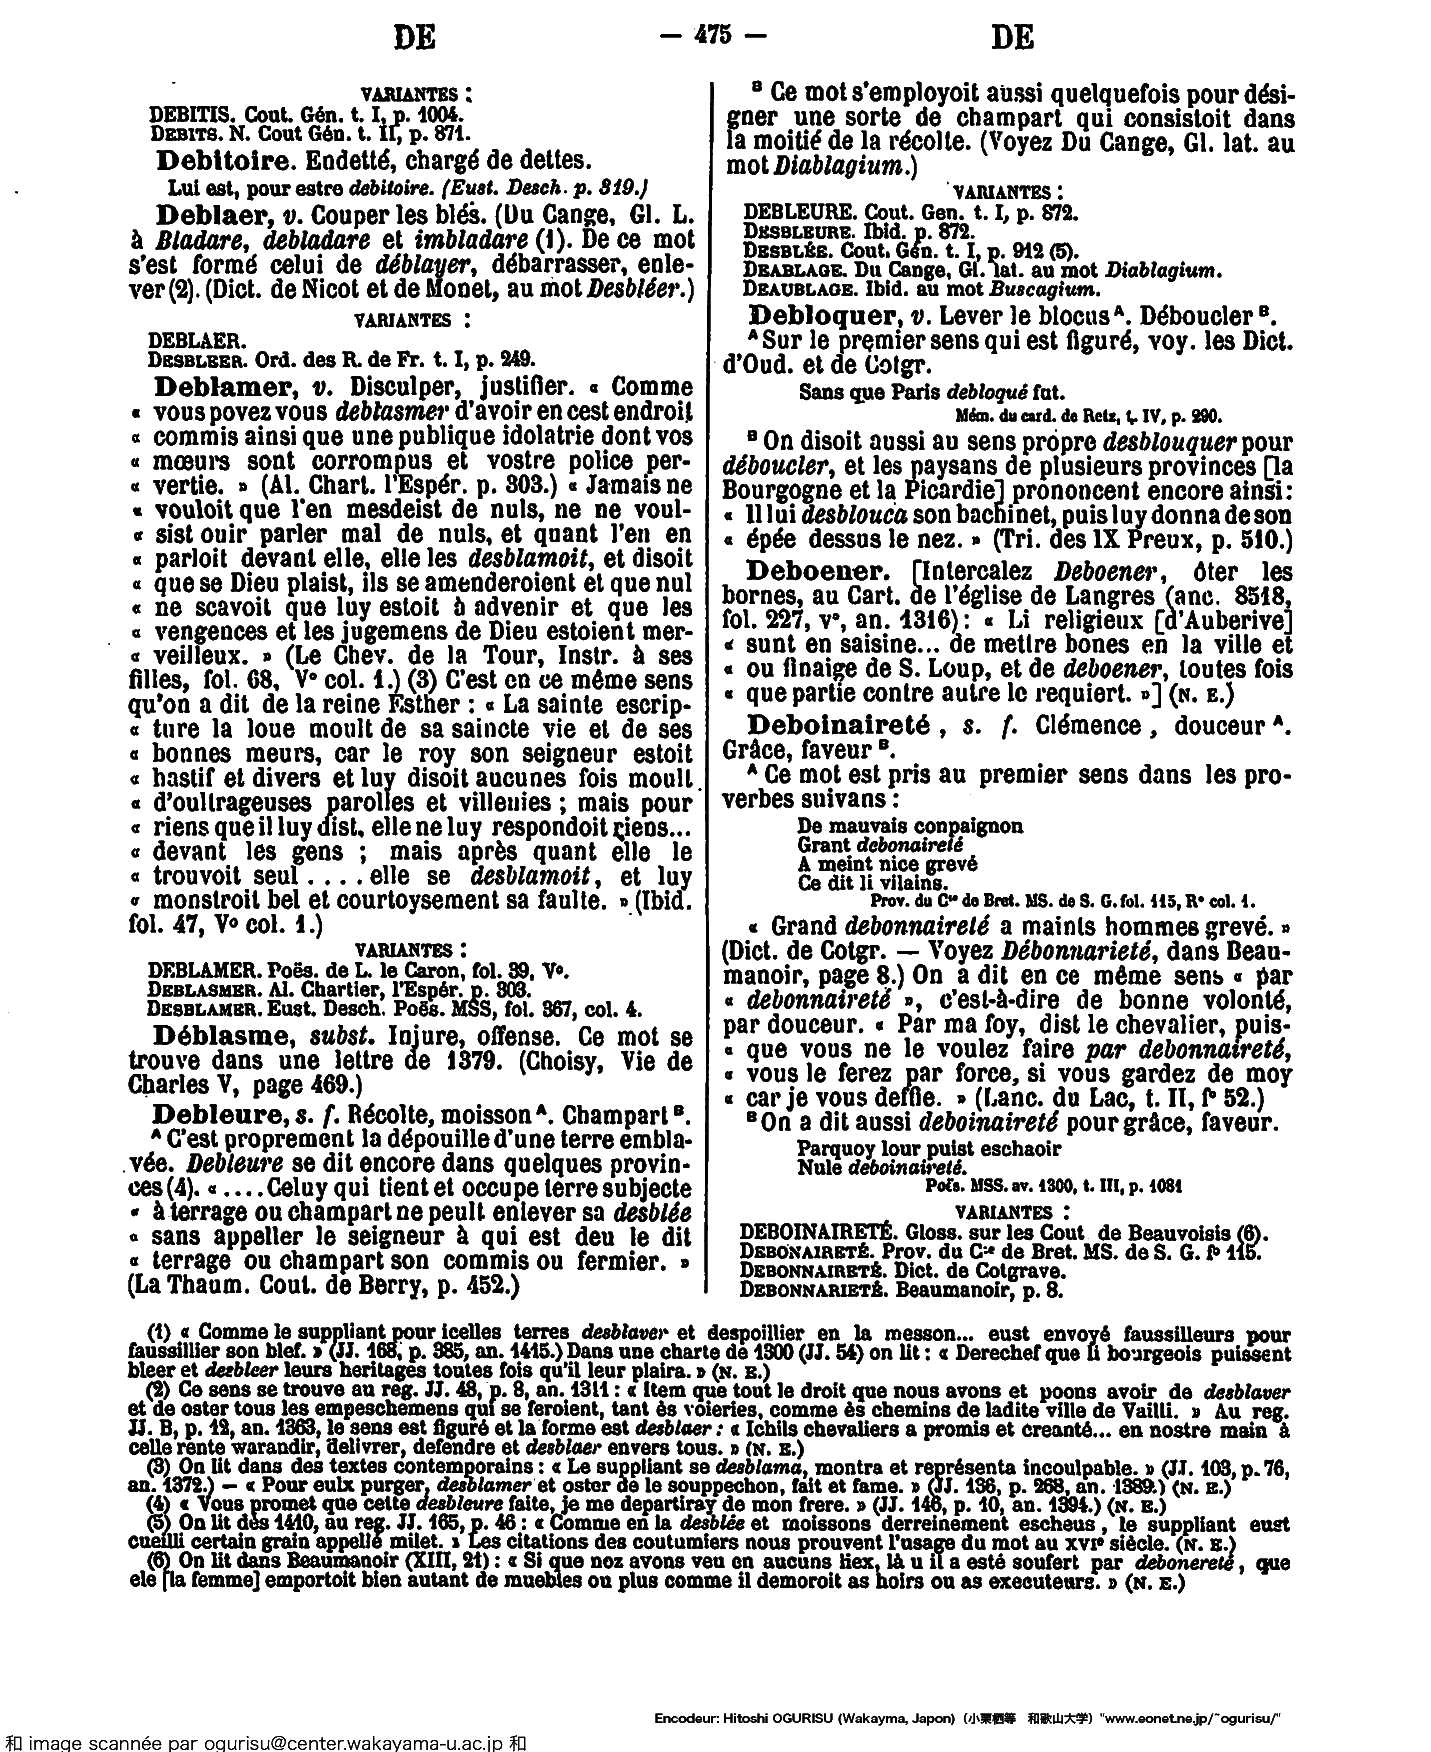 DE — 475 — DE
VARIANTES :
DEBITIS. Cout. Gén. t. I, p. 1004.
DEBITS. N. Cout Gén. t. II, p. 871.
Debitoire. Endetté, chargé de dettes.
Lui est, pour estre debitoire. (Eust. Desch. p. 319.)
Deblaer, v. Couper les blés. (Du Cange, Gl. L.
à Bladare, debladare et imbladare (1). De ce mot
s'est formé celui de déblayer, débarrasser, enle-
ver (2). (Dict. de Nicot et de Monet, au mot Desbléer.)
VARIANTES :
DEBLAER.
DESBLEER. Ord. des R. de Fr. t. I, p. 249.
Deblamer, v. Disculper, justifier. « Comme
« vous povez vous deblasmer d'avoir en cest endroit
« commis ainsi que une publique idolatrie dont vos
« mœurs sont corrompus et vostre police per-
« vertie. » (Al. Chart. l'Espér. p. 303.) « Jamais ne
« vouloit que l'en mesdeist de nuls, ne ne voul-
« sist ouir parler mal de nuls, et quant l'en en
« parloit devant elle, elle les desblamoit, et disoit
« que se Dieu plaist, ils se amenderoient et que nul
« ne scavoit que luy estoit à advenir et que les
« vengences et les jugemens de Dieu estoient mer-
« veilleux. » (Le Chev. de la Tour, Instr. à ses
filles, fol. 68, V° col. 1.) (3) C'est en ce même sens
qu'on a dit de la reine Esther : « La sainte escrip-
« ture la loue moult de sa saincte vie et de ses
« bonnes meurs, car le roy son seigneur estoit
« hastif et divers et luy disoit aucunes fois moult
« d'oultrageuses parolles et villenies ; mais pour
« riens que il luy dist, elle ne luy respondoit riens...
« devant les gens ; mais après quant elle le
« trouvoit seul .... elle se desblamoit, et luy
« monstroit bel et courtoysement sa faulte. » (Ibid.
fol. 47, V° col. 1.)
VARIANTES :
DEBLAMER. Poës. de L. le Caron, fol. 39, V°.
DEBLASMER. Al. Chartier, l'Espér. p. 303.
DESBLAMER. Eust. Desch. Poës. MSS, fol. 367, col. 4.
Déblasme, subst. Injure, offense. Ce mot se
trouve dans une lettre de 1379. (Choisy, Vie de
Charles V, page 469.)
Debleure, s. f. Récolte, moisson A. Champart B.
A C'est proprement la dépouille d'une terre embla-
vée. Debleure se dit encore dans quelques provin-
ces (4). « .... Celuy qui tient et occupe terre subjecte
« à terrage ou champart ne peult enlever sa desblée
« sans appeller le seigneur à qui est deu le dit
« terrage ou champart son commis ou fermier. »
(La Thaum. Cout. de Berry, p. 452.)
B Ce mot s'employoit aussi quelquefois pour dési-
gner une sorte de champart qui consistoit dans
la moitié de la récolte. (Voyez Du Cange, Gl. lat. au
mot Diablagium.)
VARIANTES :
DEBLEURE. Cout. Gen. t. I, p. 872.
DESBLEURE. Ibid. p. 872.
DESBLÉE. Cout. Gén. t. I, p. 912 (5).
DEABLAGE. Du Cange, Gl. lat. au mot Diablagium.
DEAUBLAGE. Ibid. au mot Buscagium.
Debloquer, v. Lever le blocus A. Déboucler B.
A Sur le premier sens qui est figuré, voy. les Dict.
d'Oud. et de Cotgr.
Sans que Paris debloqué fut.
Mém. du card. de Retz, t. IV, p. 290.
B On disoit aussi au sens propre desblouquer pour
déboucler, et les paysans de plusieurs provinces [la
Bourgogne et la Picardie] prononcent encore ainsi :
« Il lui desblouca son bachinet, puis luy donna de son
« épée dessus le nez. » (Tri. des IX Preux, p. 510.)
Deboener. [Intercalez Deboener, ôter les
bornes, au Cart. de l'église de Langres (anc. 8518,
fol. 227, v°, an. 1316) : « Li religieux [d'Auberive]
« sunt en saisine... de mettre bones en la ville et
« ou finaige de S. Loup, et de deboener, toutes fois
« que partie contre autre le requiert. »] (N. E.)
Deboinaireté , s. f. Clémence , douceur A.
Grâce, faveur B.
A Ce mot est pris au premier sens dans les pro-
verbes suivans :
De mauvais conpaignon
Grant debonaireté
A meint nice grevé
Ce dit li vilains.
Prov. du Cte de Bret. MS. de S. G. fol. 115, R° col. 1.
« Grand debonnaireté a maints hommes grevé. »
(Dict. de Cotgr. — Voyez Débonnarieté, dans Beau-
manoir, page 8.) On a dit en ce même sens « par
« debonnaireté », c'est-à-dire de bonne volonté,
par douceur. « Par ma foy, dist le chevalier, puis-
« que vous ne le voulez faire par debonnaireté,
« vous le ferez par force, si vous gardez de moy
« car je vous deffie. » (Lanc. du Lac, t. II, f° 52.)
B On a dit aussi deboinaireté pour grâce, faveur.
Parquoy lour puist eschaoir
Nule deboinaireté.
Poës. MSS. av. 1300, t. III, p. 1081
VARIANTES :
DEBOINAIRETÉ. Gloss. sur les Cout de Beauvoisis (6).
DEBONAIRETÉ. Prov. du Cte de Bret. MS. de S. G. f° 115.
DEBONNAIRETÉ. Dict. de Cotgrave.
DEBONNARIETÉ. Beaumanoir, p. 8.
(1) « Comme le suppliant pour icelles terres desblaver et despoillier en la messon... eust envoyé faussilleurs pour
faussillier son blef. » (JJ. 168, p. 385, an. 1415.) Dans une charte de 1300 (JJ. 54) on lit : « Derechef que li bourgeois puissent
bleer et desbleer leurs heritages toutes fois qu'il leur plaira. » (N. E.)
(2) Ce sens se trouve au reg. JJ. 48, p. 8, an. 1311 : « Item que tout le droit que nous avons et poons avoir de desblaver
et de oster tous les empeschemens qui se feroient, tant ès voieries, comme ès chemins de ladite ville de Vailli. » Au reg.
JJ. B, p. 12, an. 1363, le sens est figuré et la forme est desblaer : « Ichils chevaliers a promis et creanté... en nostre main à
celle rente warandir, delivrer, defendre et desblaer envers tous. » (N. E.)
(3) On lit dans des textes contemporains : « Le suppliant se desblama, montra et représenta incoulpable. » (JJ. 103, p. 76,
an. 1372.) — « Pour eulx purger, desblamer et oster de le souppechon, fait et fame. » (JJ. 136, p. 268, an. 1389.) (N. E.)
(4) « Vous promet que cette desbleure faite, je me departiray de mon frere. » (JJ. 146, p. 10, an. 1394.) (N. E.)
(5) On lit dès 1410, au reg. JJ. 165, p. 46 : « Comme en la desblée et moissons derreinement escheus , le suppliant eust
cueilli certain grain appellé milet. » Les citations des coutumiers nous prouvent l'usage du mot au XVIe siècle. (N. E.)
(6) On lit dans Beaumanoir (XIII, 21) : « Si que noz avons veu en aucuns liex, là u il a esté soufert par debonereté , que
ele [la femme] emportoit bien autant de muebles ou plus comme il demoroit as hoirs ou as executeurs. » (N. E.)
Encodeur: Hitoshi OGURISU (Wakayma, Japon) (小栗栖等 和歌山大学) "www.eonet.ne.jp/~ogurisu/"
和 image scannée par ogurisu@center.wakayama-u.ac.jp 和